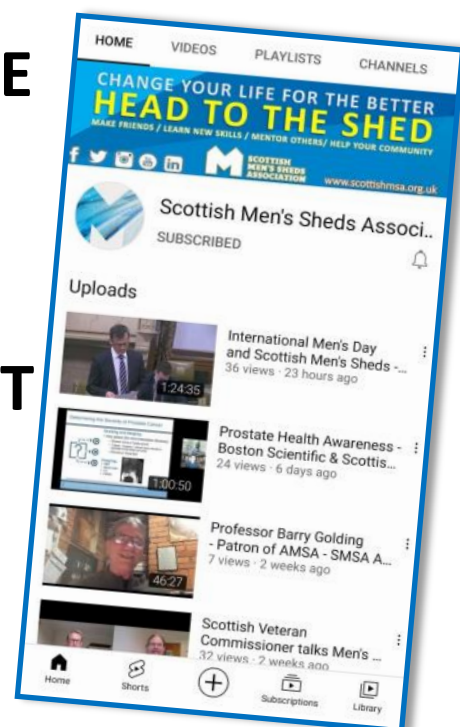 E
T
HOME VIDEOS PLAYLISTS CHANNELS
CHANGE YOUR LIFE FOR THE BETTER
HEAD TO THE SHED
MAKE FRIENDS / LEARN NEW SKILLS / MENTOR OTHERS/ HELP YOUR COMMUNITY
SCOTTISH
MEN'S SHEDS
ASSOCIATION
www.scottishmsa.org.uk
Scottish Men's Sheds Associ..
SUBSCRIBED
Uploads
International Men's Day
and Scottish Men's Sheds -...
36 views · 23 hours ago
1:24:35
Prostate Health Awareness -
Boston Scientific & Scottis...
24 views · 6 days ago
1:00:50
Professor Barry Golding
- Patron of AMSA - SMSA A...
7 views · 2 weeks ago
46:27
Scottish Veteran
Commissioner talks Men's ...
32 views · 2 weeks ago
Home Shorts Subscriptions Library